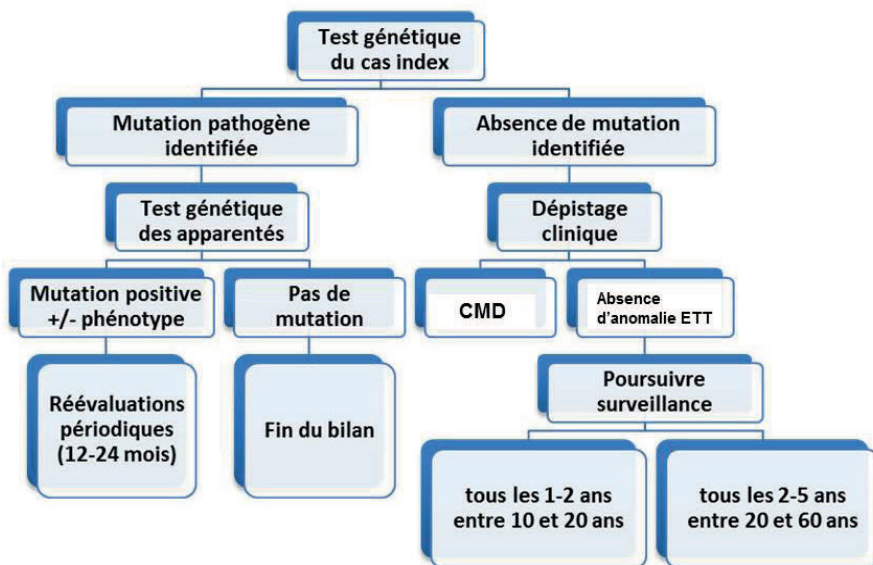 Test génétique
du cas index
Mutation pathogène
identifiée
Absence de mutation
identifiée
Test génétique
des apparentés
Dépistage
clinique
Mutation positive
+/- phénotype
Pas de
mutation
CMD
Absence
d'anomalie ETT
Réévaluations
périodiques
(12-24 mois)
Fin du bilan
Poursuivre
surveillance
tous les 1-2 ans
entre 10 et 20 ans
tous les 2-5 ans
entre 20 et 60 ans